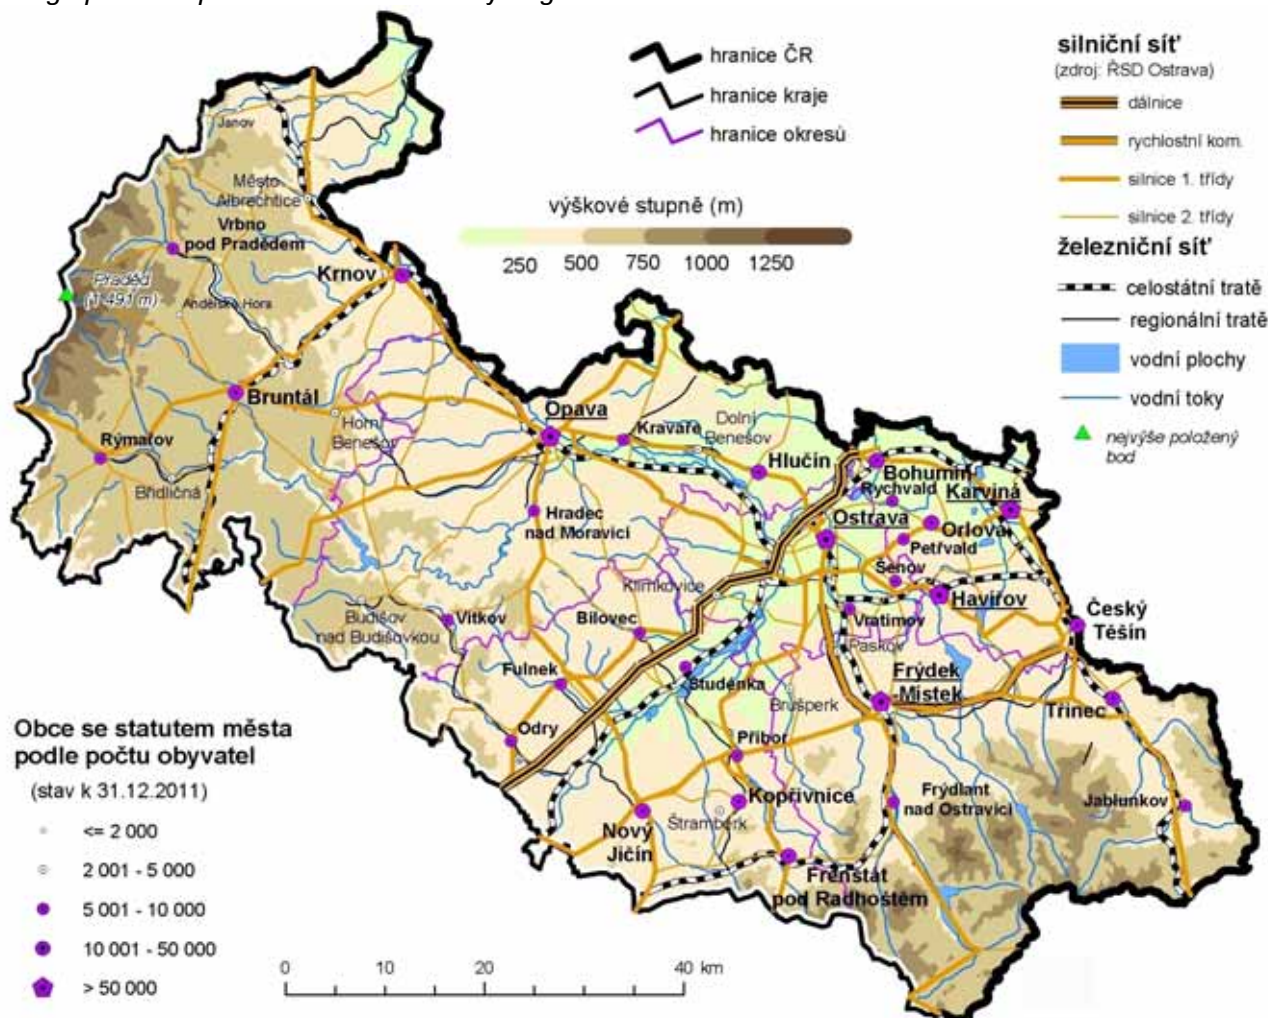 hranice ČR
hranice kraje
hranice okresů
výškové stupně (m)
250 500 750 1000 1250
silniční síť
(zdroj: ŘSD Ostrava)
dálnice
rychlostní kom.
silnice 1. třídy
silnice 2. třídy
železniční síť
celostátní tratě
regionální tratě
vodní plochy
vodní toky
nejvýše položený
bod
Janov
Město
Albrechtice
Vrbno
pod Pradědem
Krnov
Praděd
(1 491 m)
Andělská Hora
Bruntál
Horní
Benešov
Rýmařov
Břidličná
Opava
Kravaře
Dolní
Benešov
Hlučín
Bohumín
Rychvald
Karviná
Ostrava
Orlová
Petřvald
Šenov
Hradec
nad Moravicí
Klimkovice
Havířov
Český
Těšín
Budišov
nad Budišovkou
Vítkov
Bílovec
Vratimov
Paskov
Fulnek
Studénka
Frýdek
-Místek
Brušperk
Třinec
Odry
Příbor
Kopřivnice
Frýdlant
nad Ostravicí
Jablunkov
Nový
Jičín
Štramberk
Frenštát
pod Radhoštěm
Obce se statutem města
podle počtu obyvatel
(stav k 31.12.2011)
<= 2 000
2 001 - 5 000
5 001 - 10 000
10 001 - 50 000
> 50 000
0 10 20 40 km